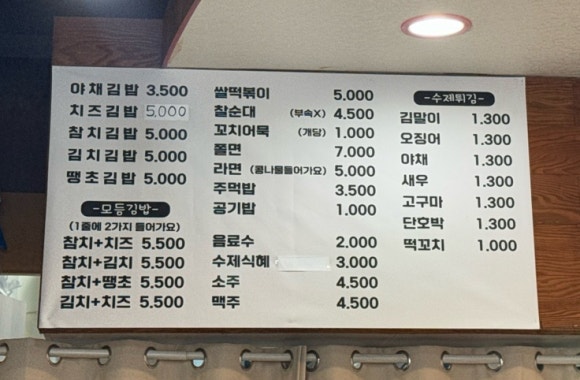 야채김밥 3.500
치즈김밥 5,000
참치김밥 5,000
김치김밥 5,000
땡초김밥 5,000
-모듬김밥-
(1줄에 2가지 들어가요)
참치+치즈 5.500
참치+김치 5.500
참치+땡초 5.500
김치+치즈 5.500
쌀떡볶이 5.000
찰순대 (부속X) 4.500
꼬치어묵 (개당) 1.000
쫄면 7.000
라면 (콩나물들어가요) 5,000
주먹밥 3.500
공기밥 1.000
음료수 2.000
수제식혜 3.000
소주 4.500
맥주 4.500
-수제튀김-
김말이 1.300
오징어 1.300
야채 1.300
새우 1.300
고구마 1.300
단호박 1.300
떡꼬치 1.000